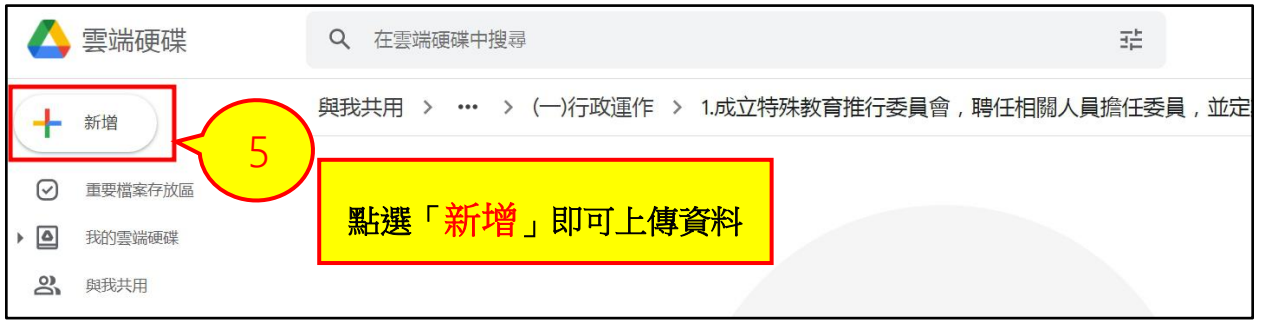 雲端硬碟
在雲端硬碟中搜尋
新增
與我共用 > ••• > (一)行政運作 > 1.成立特殊教育推行委員會，聘任相關人員擔任委員，並定
5
重要檔案存放區
點選「新增」即可上傳資料
我的雲端硬碟
與我共用